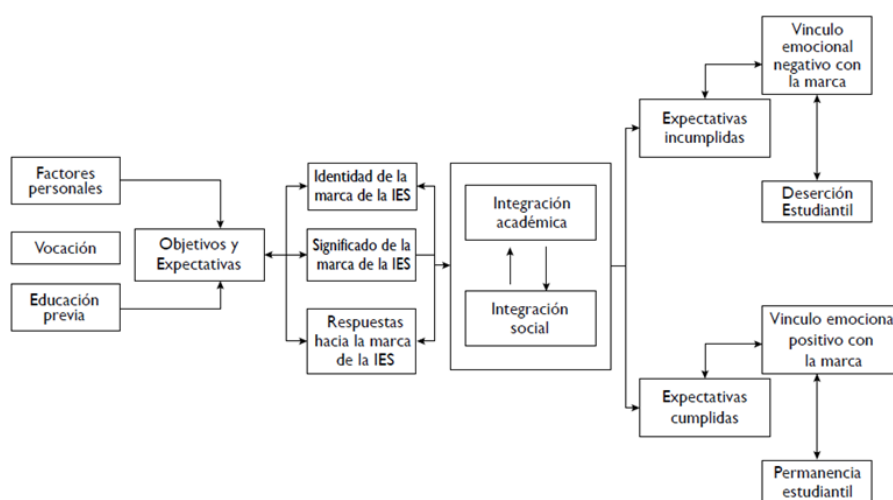 Factores
personales
Vocación
Educación
previa
Objetivos y
Expectativas
Identidad de la
marca de la IES
Significado de la
marca de la IES
Respuestas
hacia la marca
de la IES
Integración
académica
Integración
social
Expectativas
incumplidas
Vinculo
emocional
negativo con
la marca
Deserción
Estudiantil
Expectativas
cumplidas
Vinculo emocional
positivo con
la marca
Permanencia
estudiantil